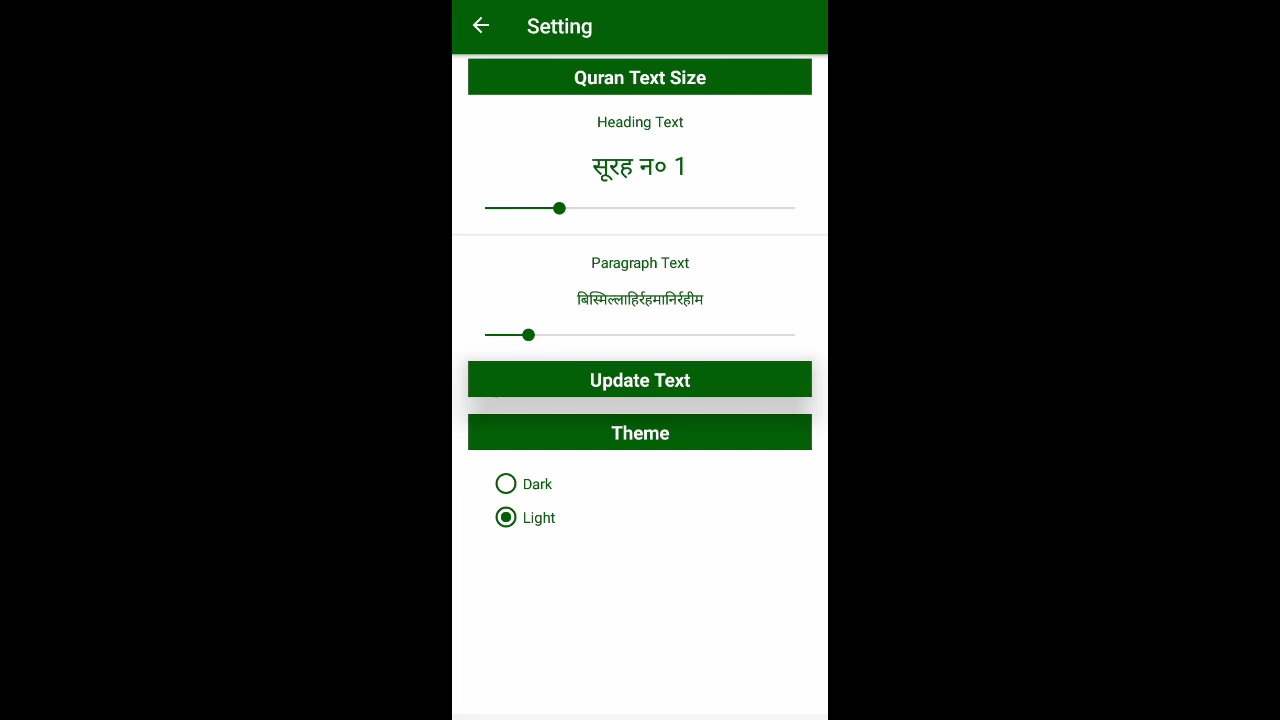 Setting
Quran Text Size
Heading Text
सूरह न० 1
Paragraph Text
बिस्मिल्लाहिर्रहमानिर्रहीम
Update Text
Theme
Dark
Light